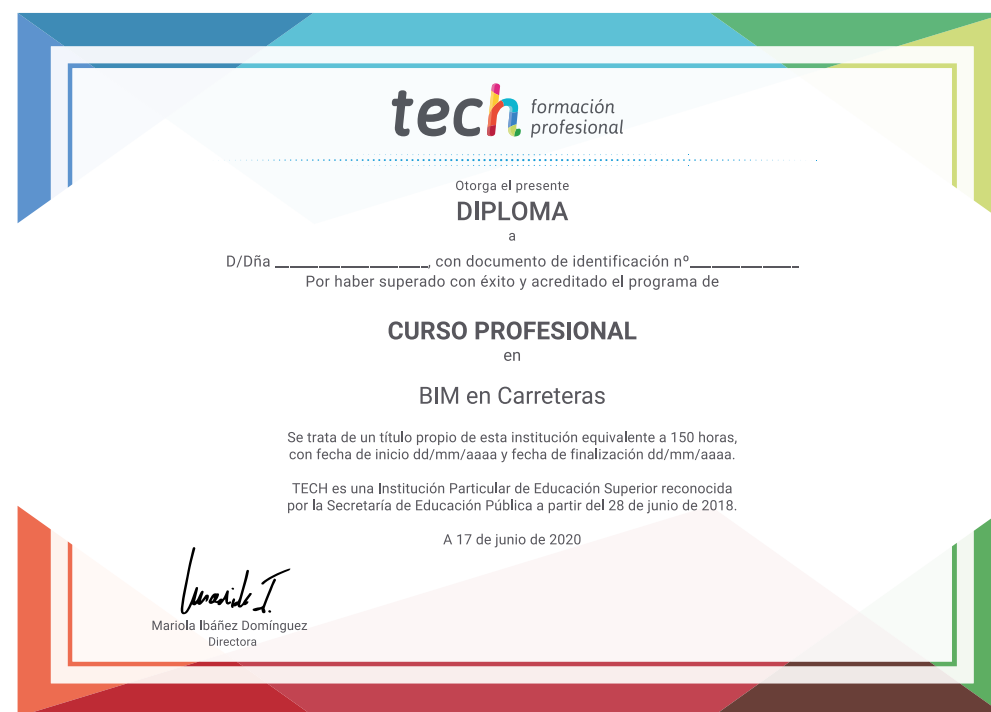 tech formación
profesional
Otorga el presente
DIPLOMA
a
D/Dña ____________________, con documento de identificación nº______________
Por haber superado con éxito y acreditado el programa de
CURSO PROFESIONAL
en
BIM en Carreteras
Se trata de un título propio de esta institución equivalente a 150 horas,
con fecha de inicio dd/mm/aaaa y fecha de finalización dd/mm/aaaa.
TECH es una Institución Particular de Educación Superior reconocida
por la Secretaría de Educación Pública a partir del 28 de junio de 2018.
A 17 de junio de 2020
Mariola Ibáñez Domínguez
Directora